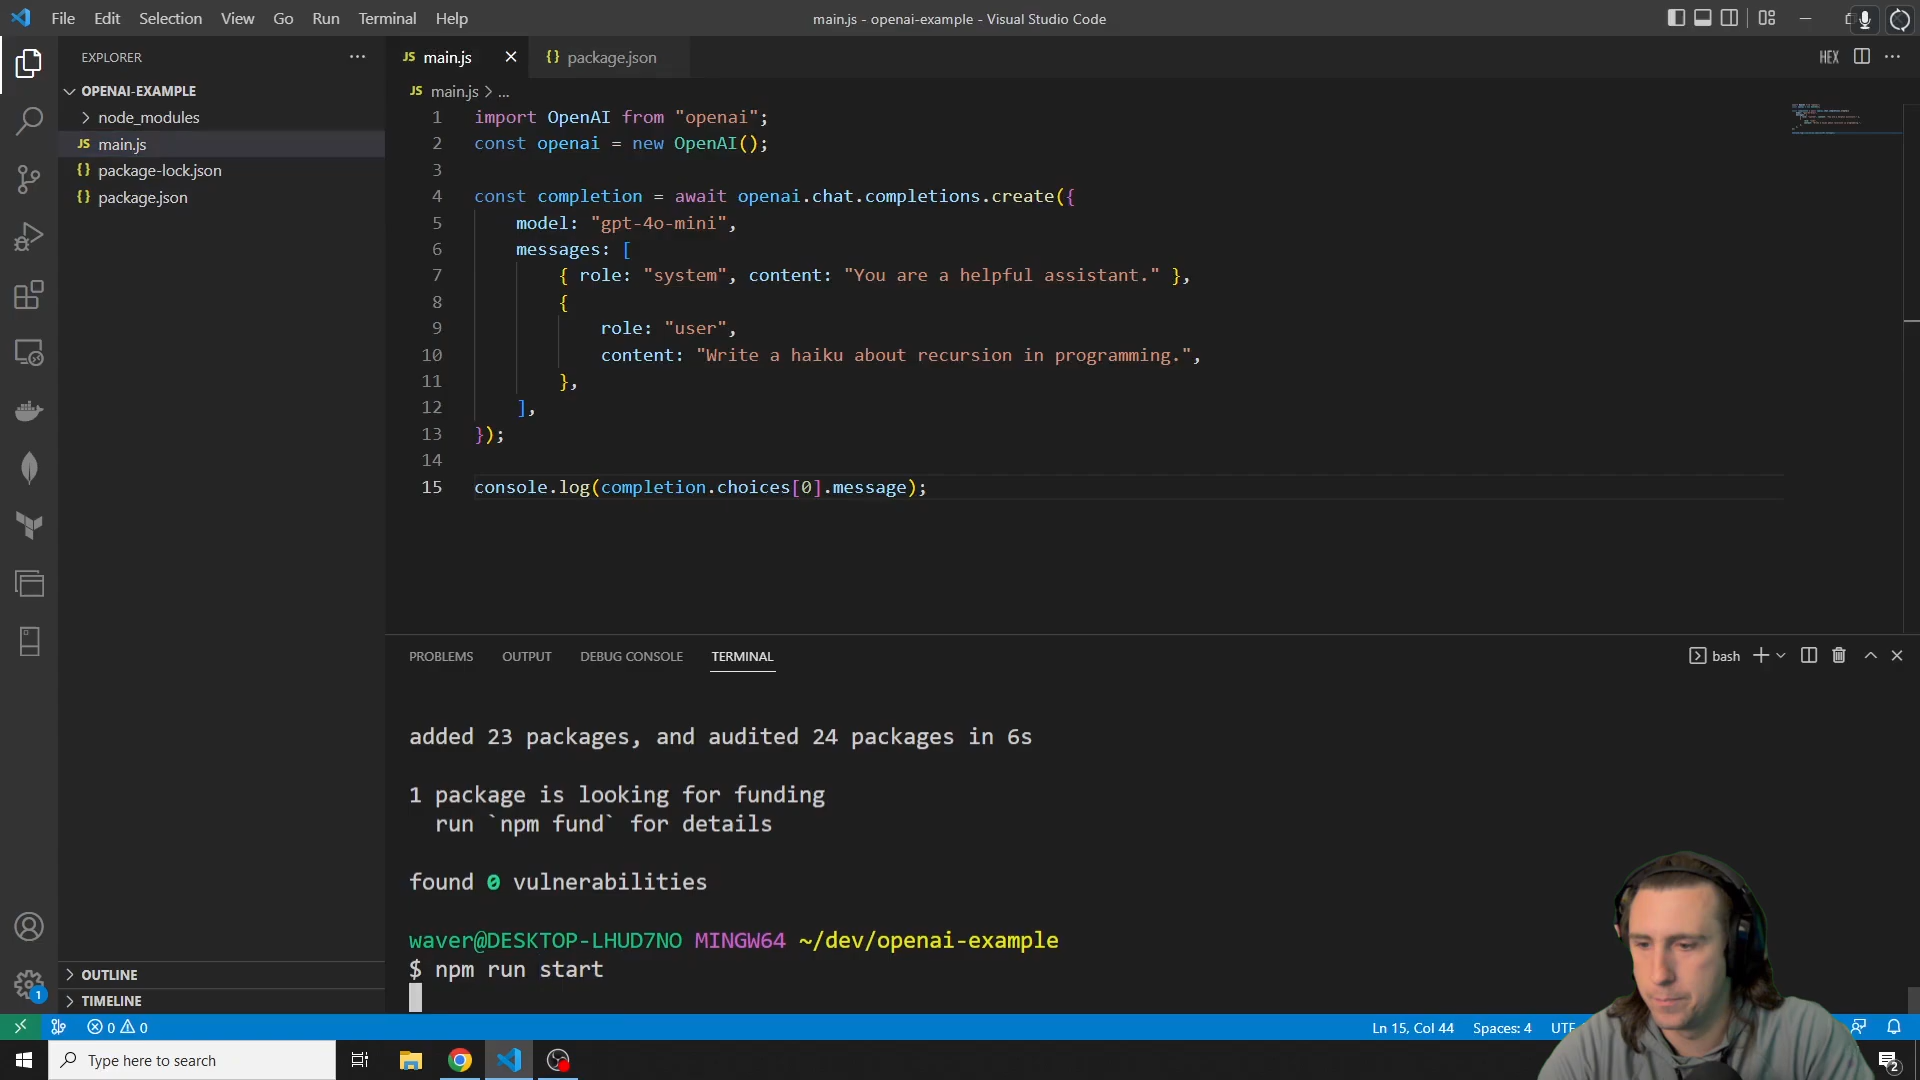 File Edit Selection View Go Run Terminal Help
main.js - openai-example - Visual Studio Code
EXPLORER
OPENAI-EXAMPLE
node_modules
JS main.js
{} package-lock.json
{} package.json
OUTLINE
TIMELINE
JS main.js
{} package.json
HEX
JS main.js > ...
1 import OpenAI from "openai";
2 const openai = new OpenAI();
3
4 const completion = await openai.chat.completions.create({
5 model: "gpt-4o-mini",
6 messages: [
7 { role: "system", content: "You are a helpful assistant." },
8 {
9 role: "user",
10 content: "Write a haiku about recursion in programming.",
11 },
12 ],
13 });
14
15 console.log(completion.choices[0].message);
PROBLEMS OUTPUT DEBUG CONSOLE TERMINAL
bash
added 23 packages, and audited 24 packages in 6s
1 package is looking for funding
run `npm fund` for details
found 0 vulnerabilities
waver@DESKTOP-LHUD7NO MINGW64 ~/dev/openai-example
$ npm run start
1
0 0
Ln 15, Col 44 Spaces: 4
Type here to search
2